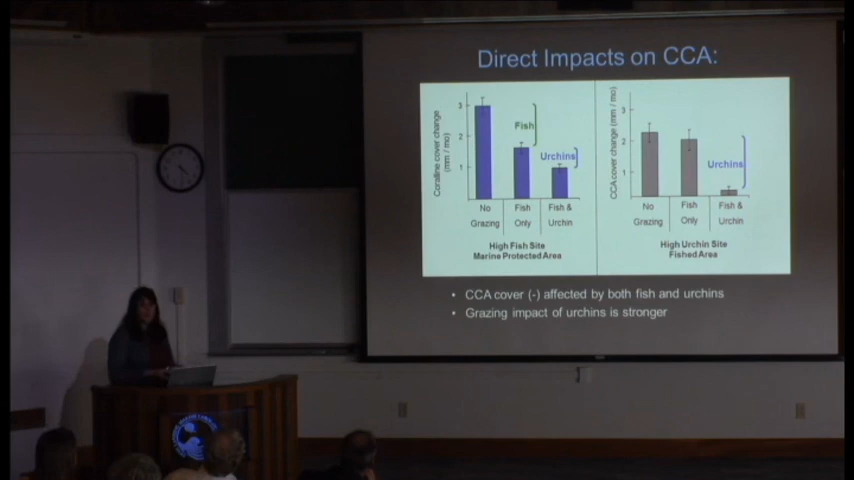 Direct Impacts on CCA:
Coralline cover change
(mm / mo)
3
2
1
Fish
Urchins
No Grazing
Fish Only
Fish & Urchin
High Fish Site
Marine Protected Area
CCA cover change (mm / mo)
3
2
1
Urchins
No Grazing
Fish Only
Fish & Urchin
High Urchin Site
Fished Area
• CCA cover (-) affected by both fish and urchins
• Grazing impact of urchins is stronger